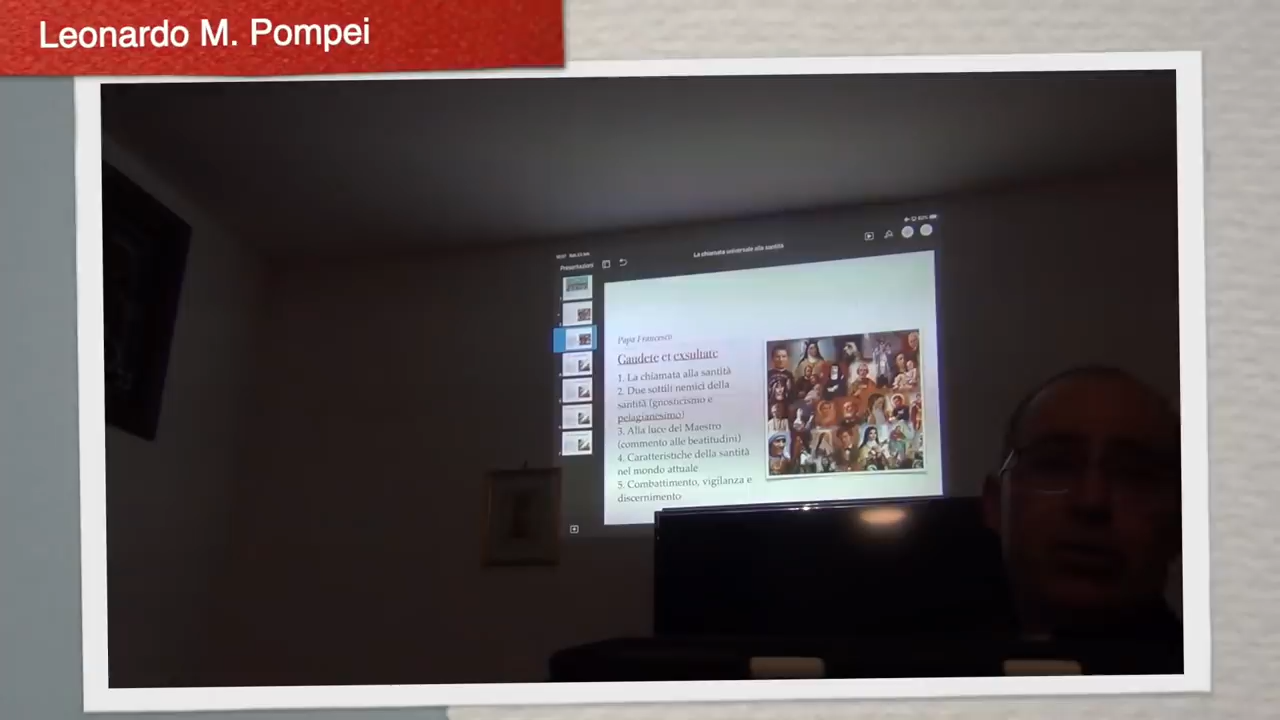 Leonardo M. Pompei
La chiamata universale alla santità
Presentazioni
Papa Francesco
Gaudete et exsultate
1. La chiamata alla santità
2. Due sottili nemici della
santità (gnosticismo e
pelagianesimo)
3. Alla luce del Maestro
(commento alle beatitudini)
4. Caratteristiche della santità
nel mondo attuale
5. Combattimento, vigilanza e
discernimento